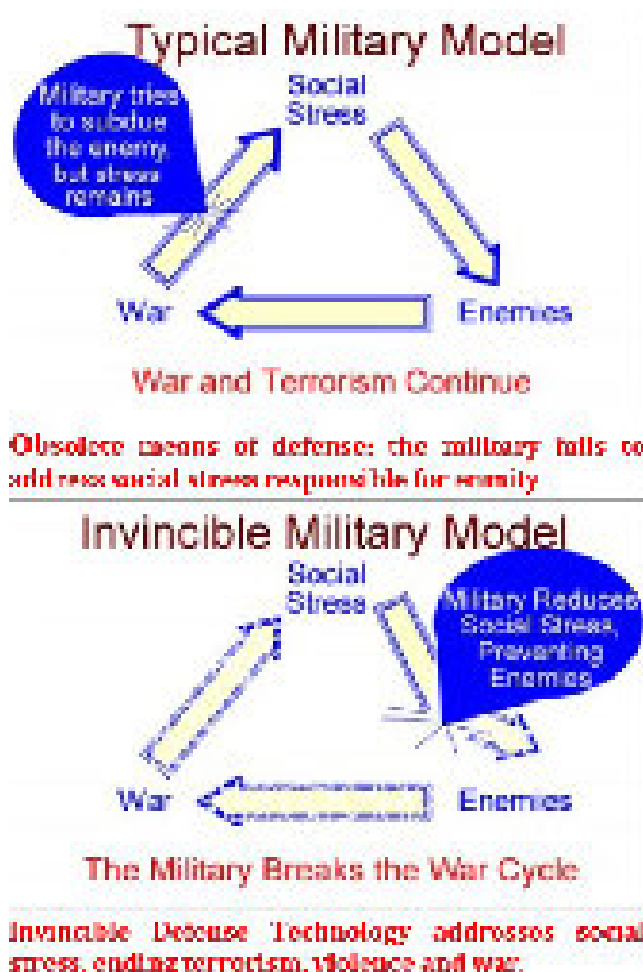 Typical Military Model
Social
Stress
Military tries
to subdue
the enemy,
but stress
remains
War
Enemies
War and Terrorism Continue
Obsolete means of defense: the military fails to
address social stress responsible for enmity
Invincible Military Model
Social
Stress
Military Reduces
Social Stress,
Preventing
Enemies
War
Enemies
The Military Breaks the War Cycle
Invincible Defense Technology addresses social
stress, ending terrorism, violence and war.